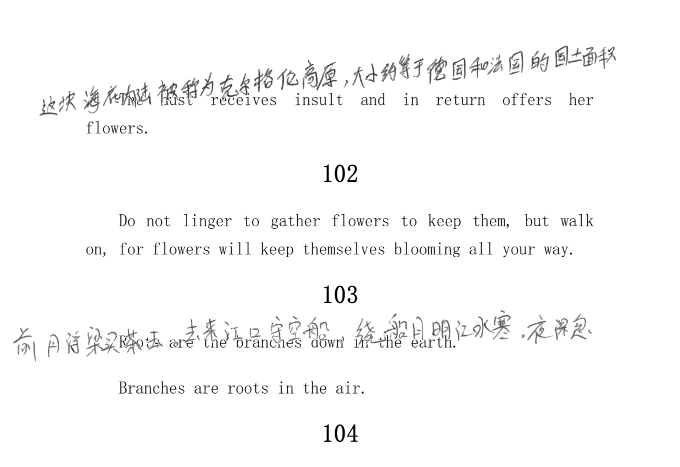 这块海底大陆被称为克尔格伦高原，大小约等于德国和法国的国土面积
The Dust receives insult and in return offers her
flowers.
102
Do not linger to gather flowers to keep them, but walk
on, for flowers will keep themselves blooming all your way.
103
前月浮梁买茶去。去来江口守空船，绕船月明江水寒。夜深忽
Roots are the branches down in the earth.
Branches are roots in the air.
104